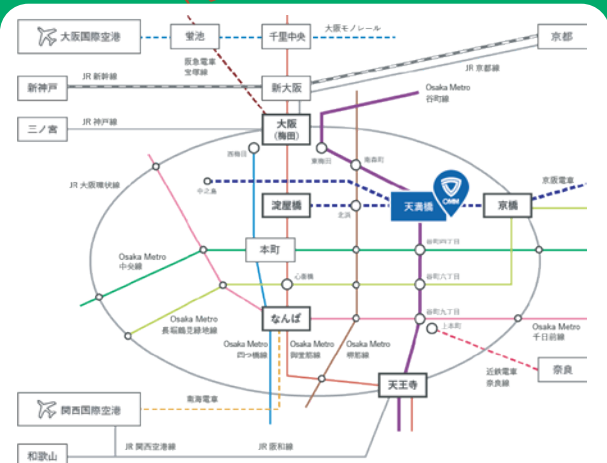 大阪国際空港
蛍池
千里中央
大阪モノレール
京都
阪急電車
宝塚線
JR 新幹線
新神戸
新大阪
JR 京都線
Osaka Metro
谷町線
三ノ宮
JR 神戸線
大阪
(梅田)
西梅田
東梅田
南森町
JR 大阪環状線
中之島
京阪電車
淀屋橋
北浜
天満橋
OMM
京橋
本町
谷町四丁目
Osaka Metro
中央線
心斎橋
谷町六丁目
Osaka Metro
長堀鶴見緑地線
なんば
谷町九丁目
上本町
Osaka Metro
千日前線
Osaka Metro
四つ橋線
Osaka Metro
御堂筋線
Osaka Metro
堺筋線
近鉄電車
奈良線
奈良
天王寺
南海電車
関西国際空港
JR 関西空港線
JR 阪和線
和歌山